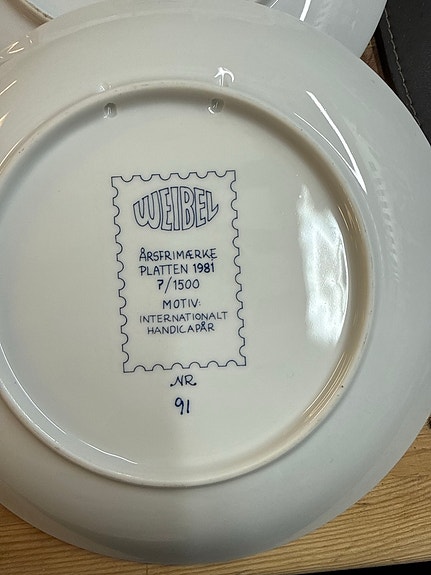 WEIBEL
ÅRSFRIMÆRKE
PLATTEN 1981
7/1500
MOTIV:
INTERNATIONALT
HANDICAPÅR
NR.
91